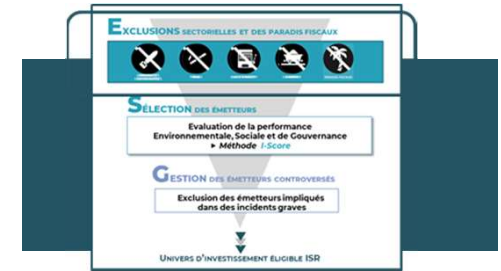 EXCLUSIONS SECTORIELLES ET DES PARADIS FISCAUX
SÉLECTION DES ÉMETTEURS
Evaluation de la performance
Environnementale, Sociale et de Gouvernance
▸ Méthode I-Score
GESTION DES ÉMETTEURS CONTROVERSÉS
Exclusion des émetteurs impliqués
dans des incidents graves
UNIVERS D'INVESTISSEMENT ÉLIGIBLE ISR